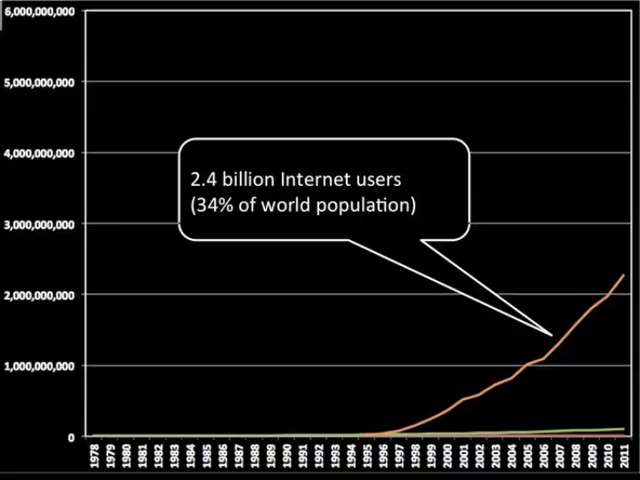 6,000,000,000
5,000,000,000
4,000,000,000
3,000,000,000
2,000,000,000
1,000,000,000
0
2.4 billion Internet users
(34% of world population)
1978 1979 1980 1981 1982 1983 1984 1985 1986 1987 1988 1989 1990 1991 1992 1993 1994 1995 1996 1997 1998 1999 2000 2001 2002 2003 2004 2005 2006 2007 2008 2009 2010 2011